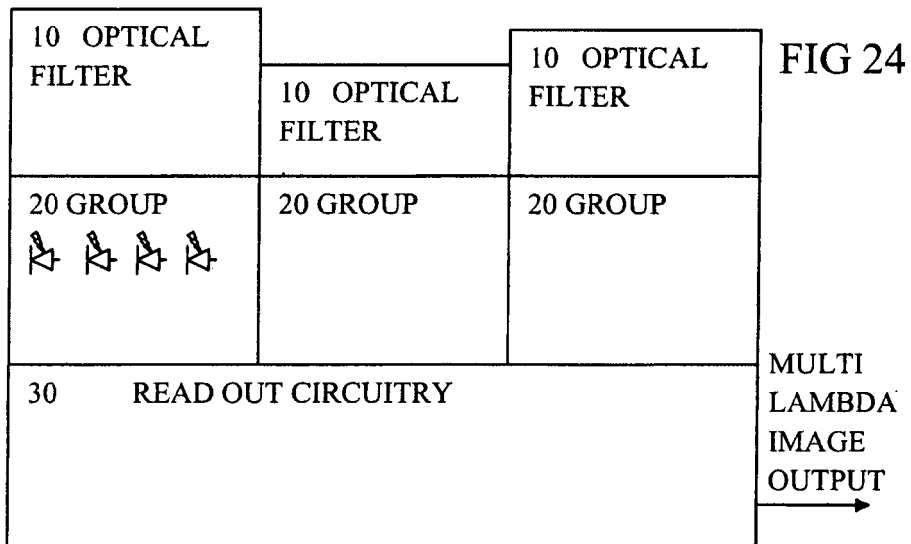 10 OPTICAL
FILTER
10 OPTICAL
FILTER
10 OPTICAL
FILTER
FIG 24
20 GROUP
20 GROUP
20 GROUP
30 READ OUT CIRCUITRY
MULTI
LAMBDA
IMAGE
OUTPUT